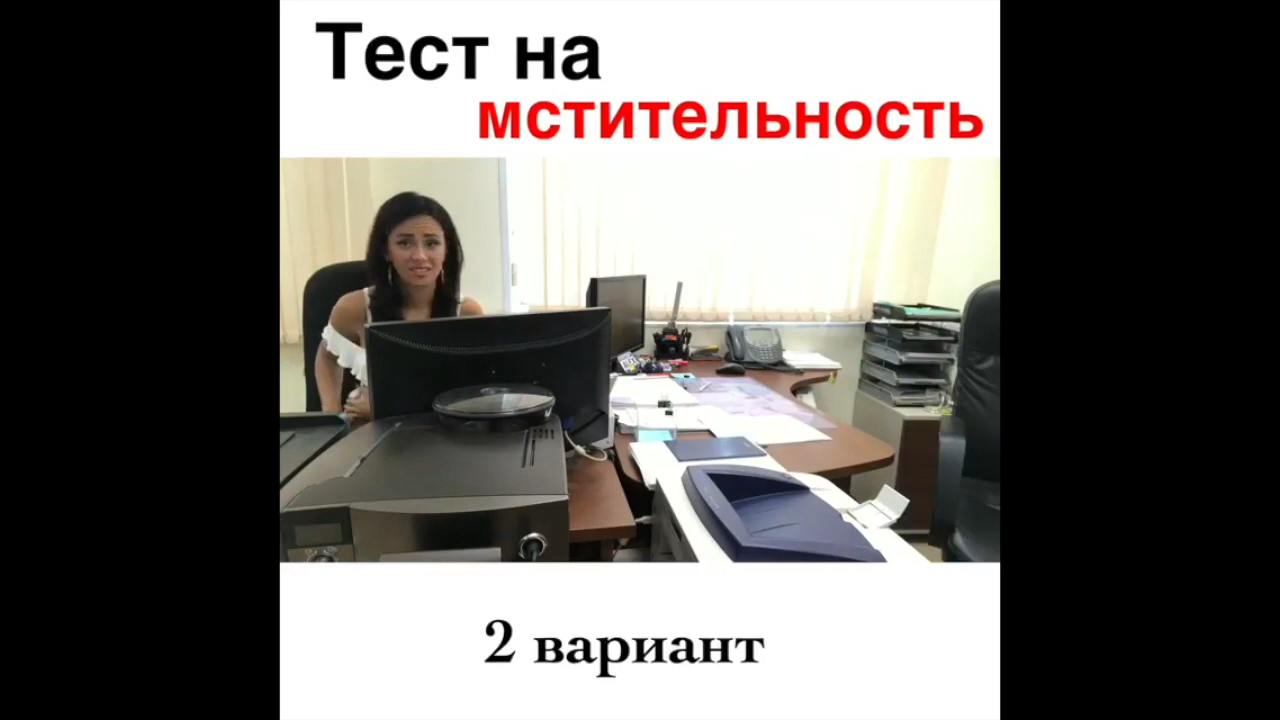 Тест на
мстительность
2 вариант